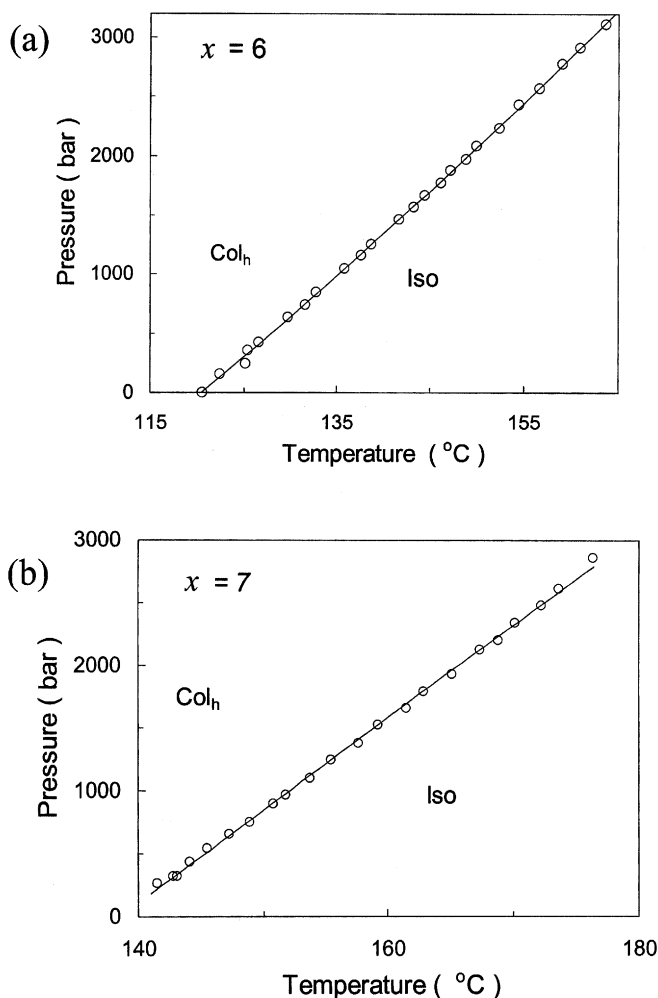 (a)
x = 6
3000
2000
1000
0
Pressure ( bar )
Colh
Iso
115
135
155
Temperature ( °C )
(b)
x = 7
3000
2000
1000
0
Pressure ( bar )
Colh
Iso
140
160
180
Temperature ( °C )